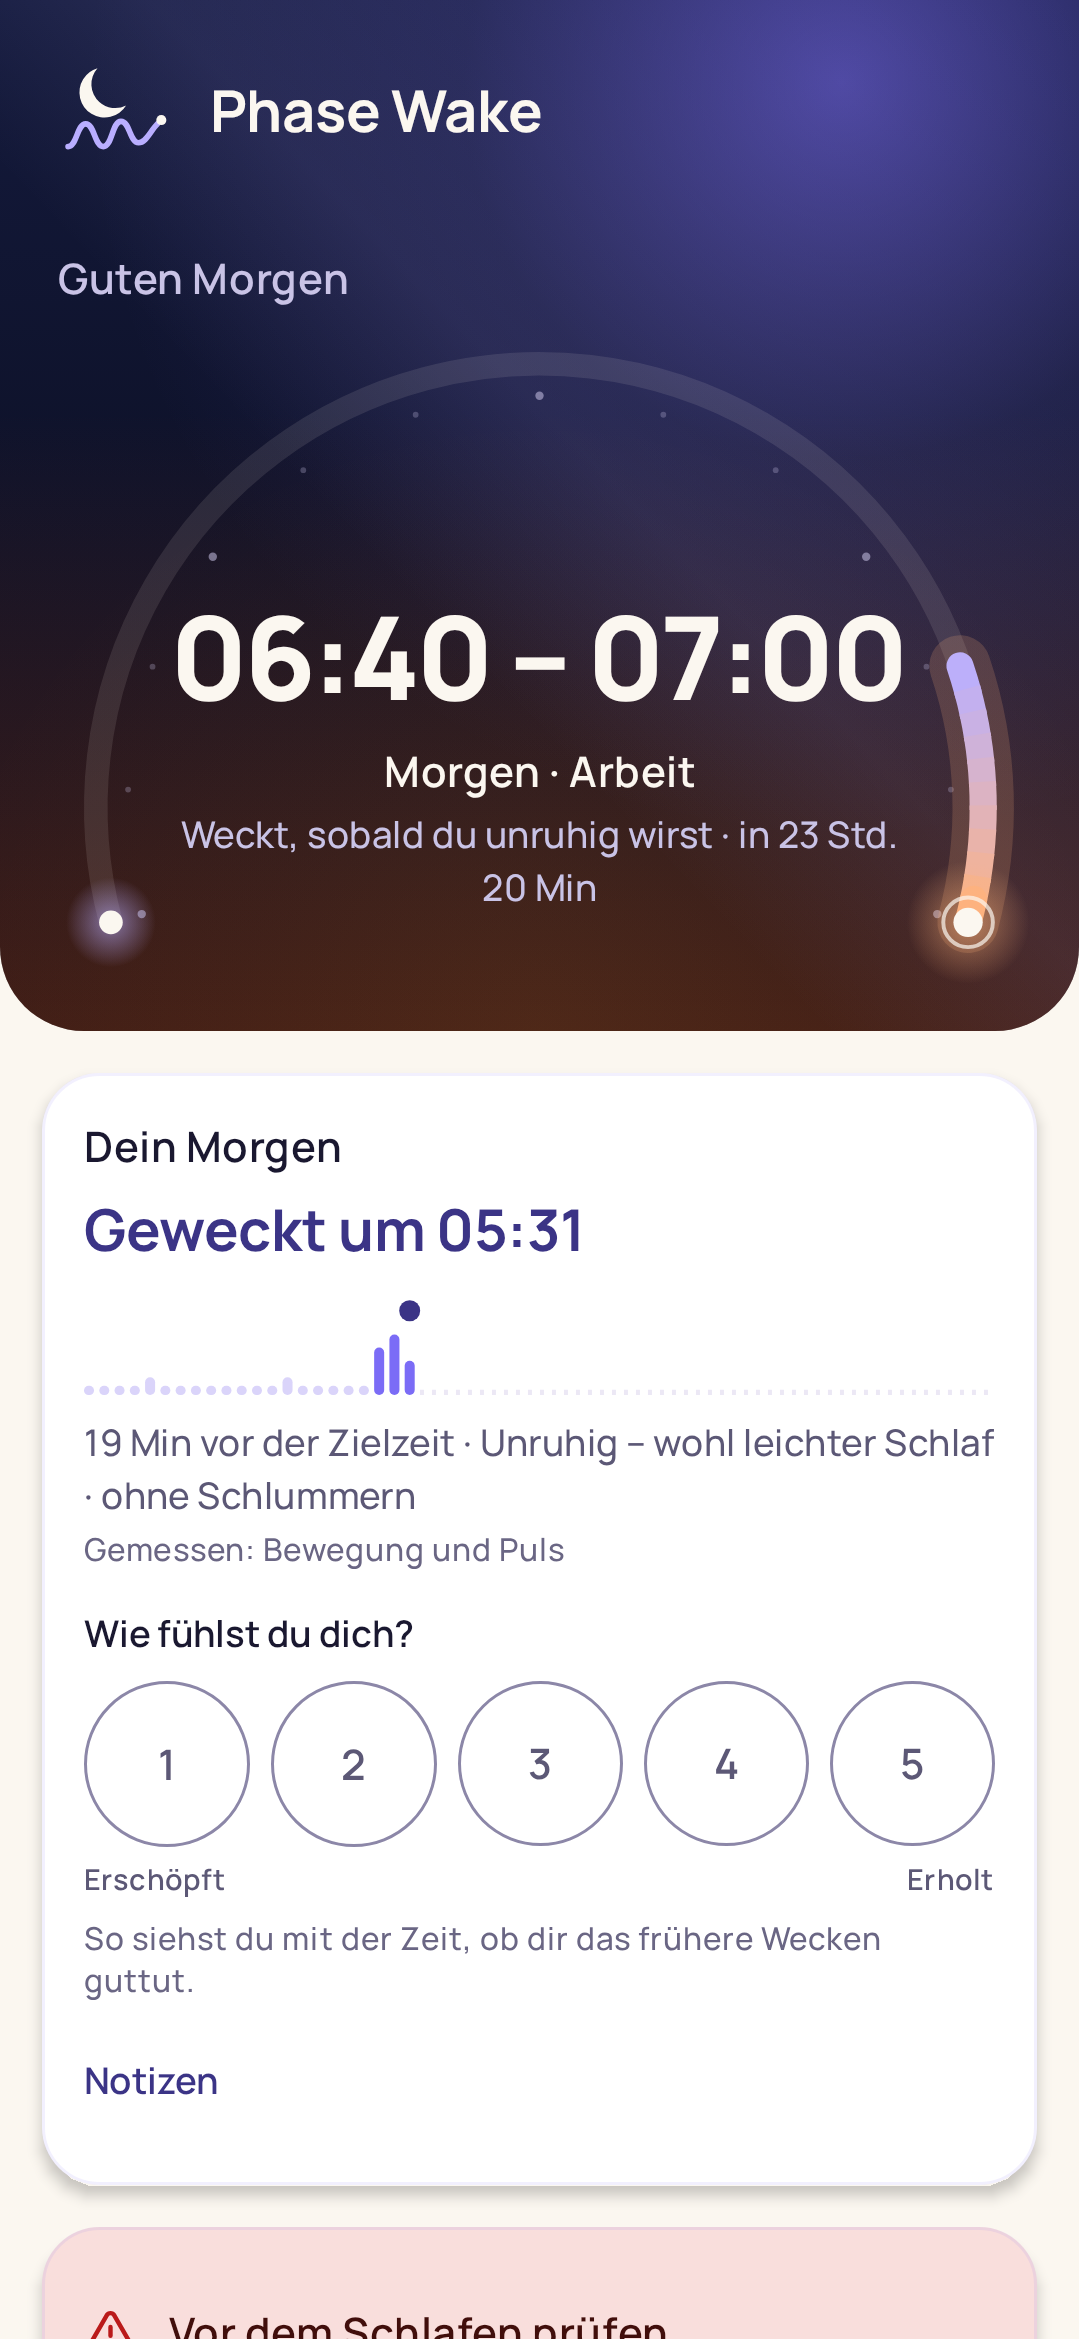 Phase Wake
Guten Morgen
06:40 – 07:00
Morgen · Arbeit
Weckt, sobald du unruhig wirst · in 23 Std.
20 Min
Dein Morgen
Geweckt um 05:31
19 Min vor der Zielzeit · Unruhig – wohl leichter Schlaf
· ohne Schlummern
Gemessen: Bewegung und Puls
Wie fühlst du dich?
1 2 3 4 5
Erschöpft Erholt
So siehst du mit der Zeit, ob dir das frühere Wecken
guttut.
Notizen
Vor dem Schlafen prüfen